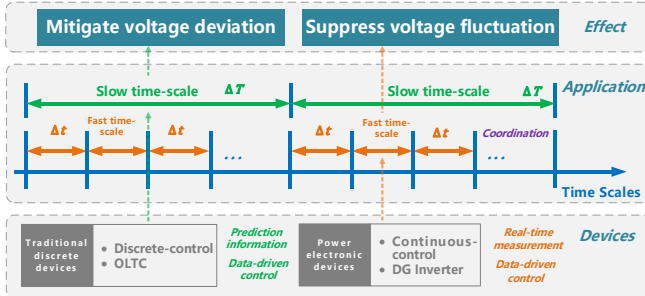 Mitigate voltage deviation
Suppress voltage fluctuation
Effect
Slow time-scale ΔT
Slow time-scale ΔT
Application
Δt
Fast time-
scale
Δt
...
Δt
Fast time-
scale
Δt
Coordination
...
Time Scales
Traditional
discrete
devices
• Discrete-control
• OLTC
Prediction
information
Data-driven
control
Power
electronic
devices
• Continuous-
control
• DG Inverter
Real-time
measurement
Data-driven
control
Devices